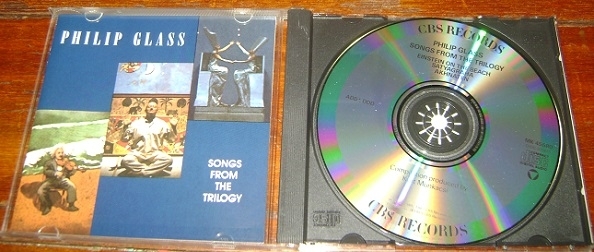 PHILIP GLASS
SONGS
FROM
THE
TRILOGY
CBS RECORDS
PHILIP GLASS
SONGS FROM THE TRILOGY
EINSTEIN ON THE BEACH
SATYAGRAHA
AKHNATEN
CBS RECORDS